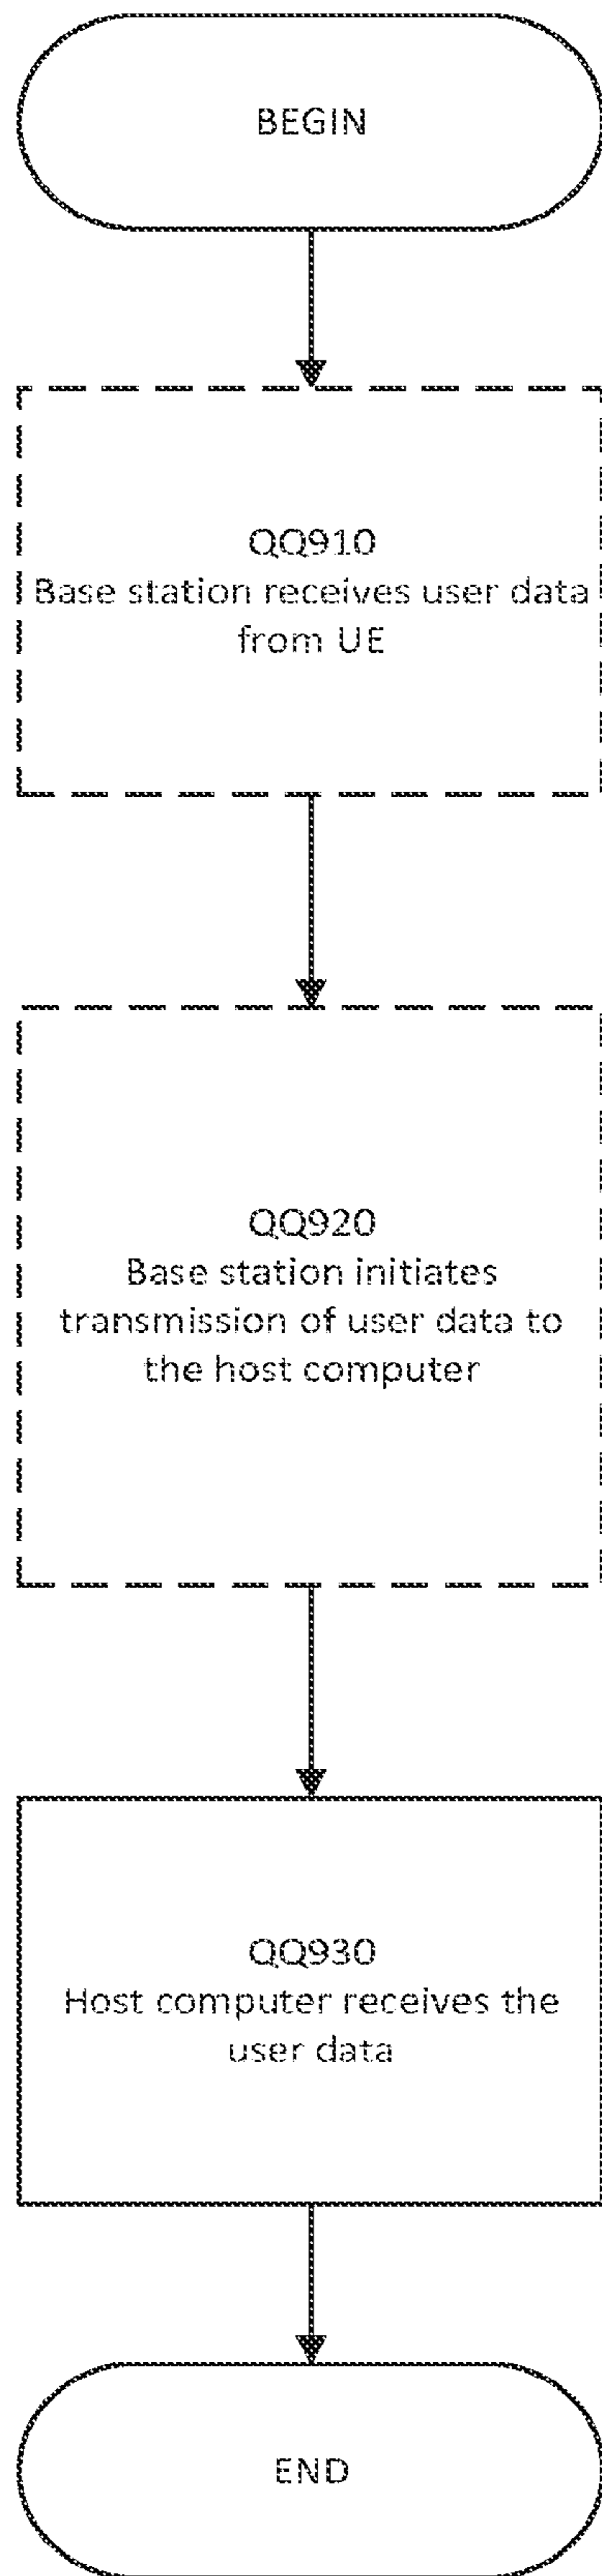 BEGIN
QQ910
Base station receives user data
from UE
QQ920
Base station initiates
transmission of user data to
the host computer
QQ930
Host computer receives the
user data
END